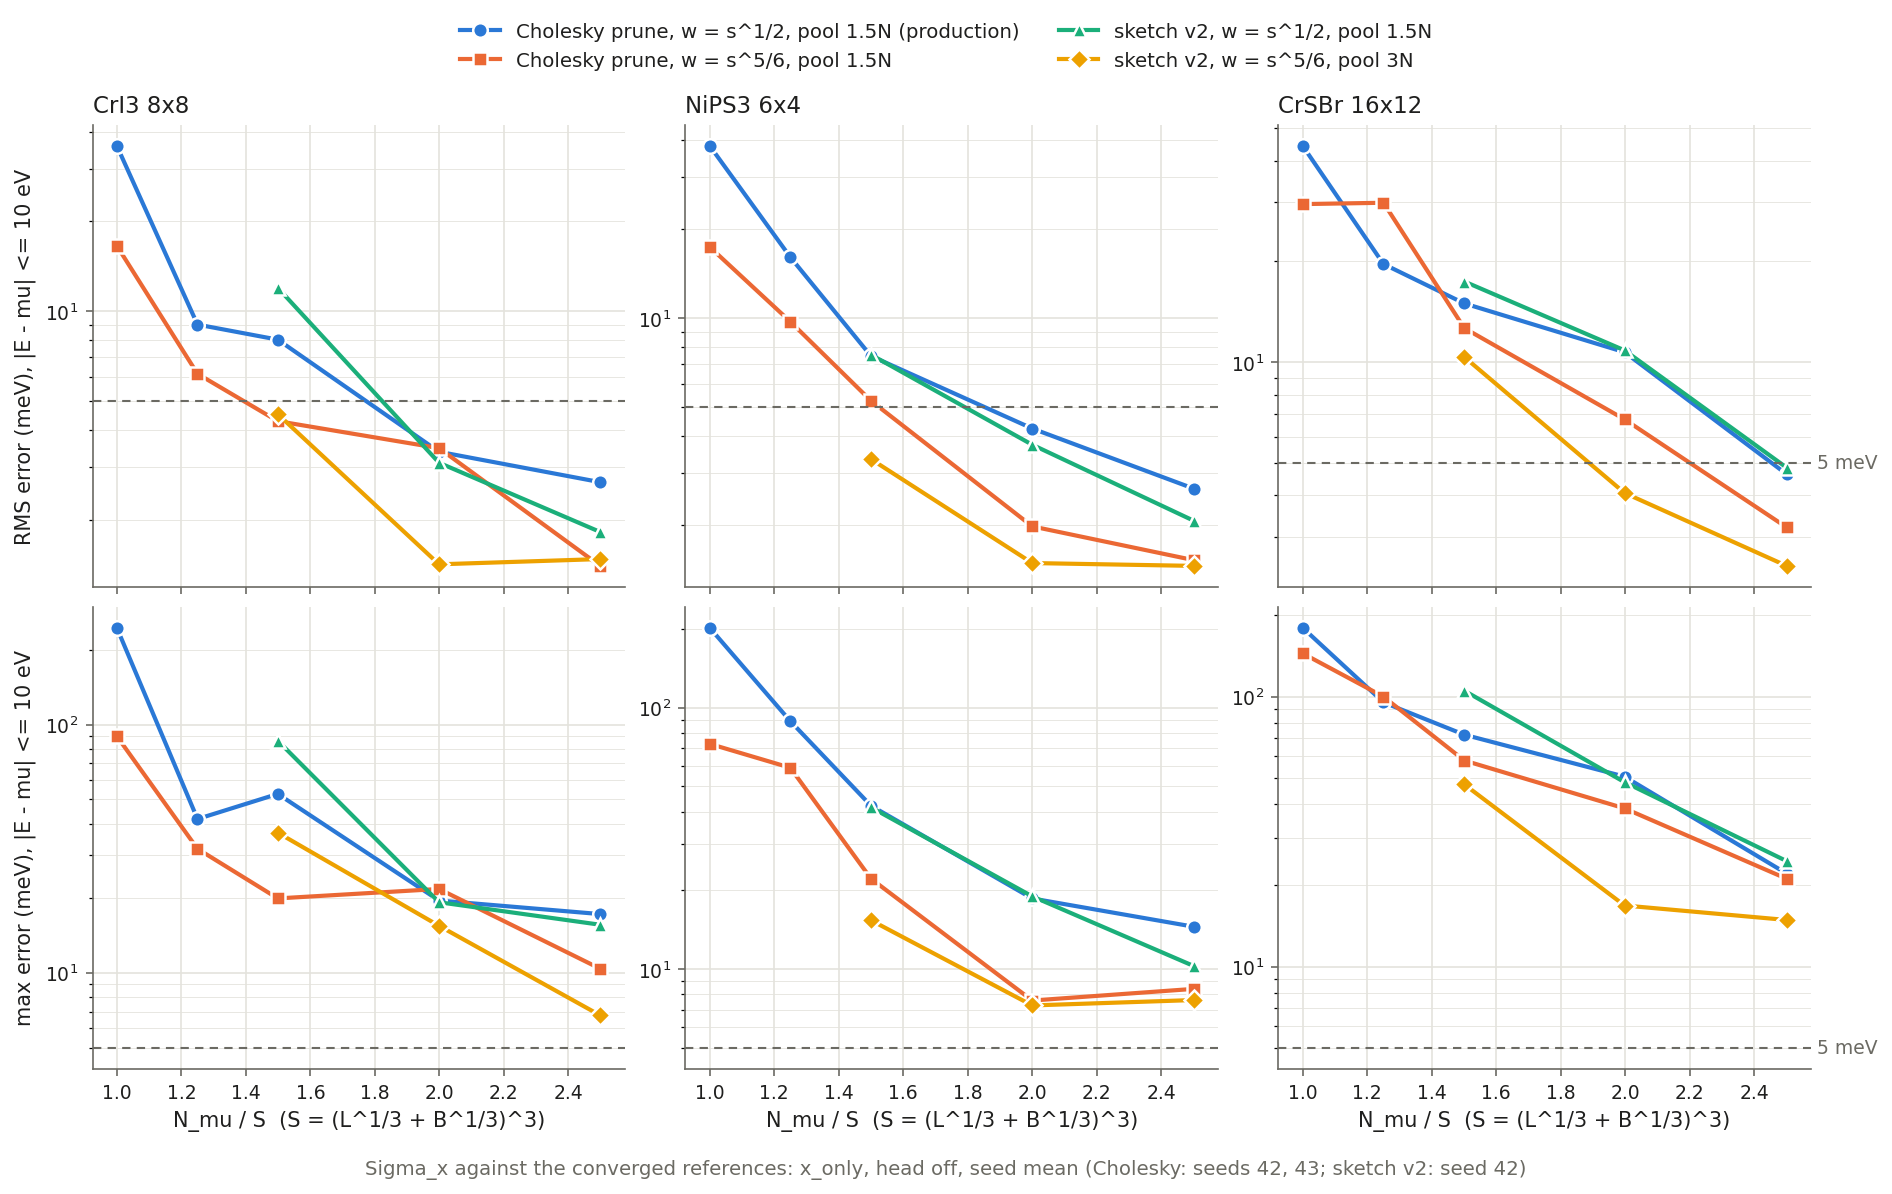 Cholesky prune, w = s^1/2, pool 1.5N (production)
Cholesky prune, w = s^5/6, pool 1.5N
sketch v2, w = s^1/2, pool 1.5N
sketch v2, w = s^5/6, pool 3N
CrI3 8x8
NiPS3 6x4
CrSBr 16x12
RMS error (meV), |E - mu| <= 10 eV
10^1
10^1
10^1
5 meV
max error (meV), |E - mu| <= 10 eV
10^2
10^1
10^2
10^1
10^2
10^1
5 meV
1.0 1.2 1.4 1.6 1.8 2.0 2.2 2.4
1.0 1.2 1.4 1.6 1.8 2.0 2.2 2.4
1.0 1.2 1.4 1.6 1.8 2.0 2.2 2.4
N_mu / S (S = (L^1/3 + B^1/3)^3)
N_mu / S (S = (L^1/3 + B^1/3)^3)
N_mu / S (S = (L^1/3 + B^1/3)^3)
Sigma_x against the converged references: x_only, head off, seed mean (Cholesky: seeds 42, 43; sketch v2: seed 42)